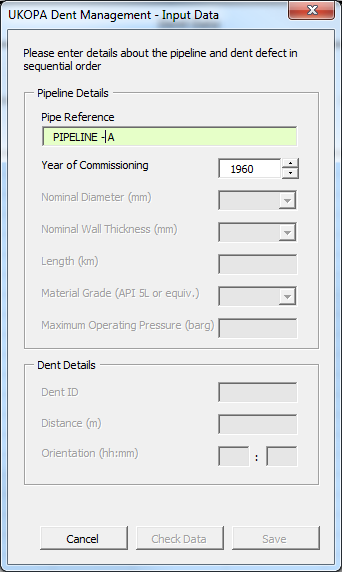 UKOPA Dent Management - Input Data
Please enter details about the pipeline and dent defect in
sequential order
Pipeline Details
Pipe Reference
PIPELINE -A
Year of Commissioning 1960
Nominal Diameter (mm)
Nominal Wall Thickness (mm)
Length (km)
Material Grade (API 5L or equiv.)
Maximum Operating Pressure (barg)
Dent Details
Dent ID
Distance (m)
Orientation (hh:mm) :
Cancel Check Data Save